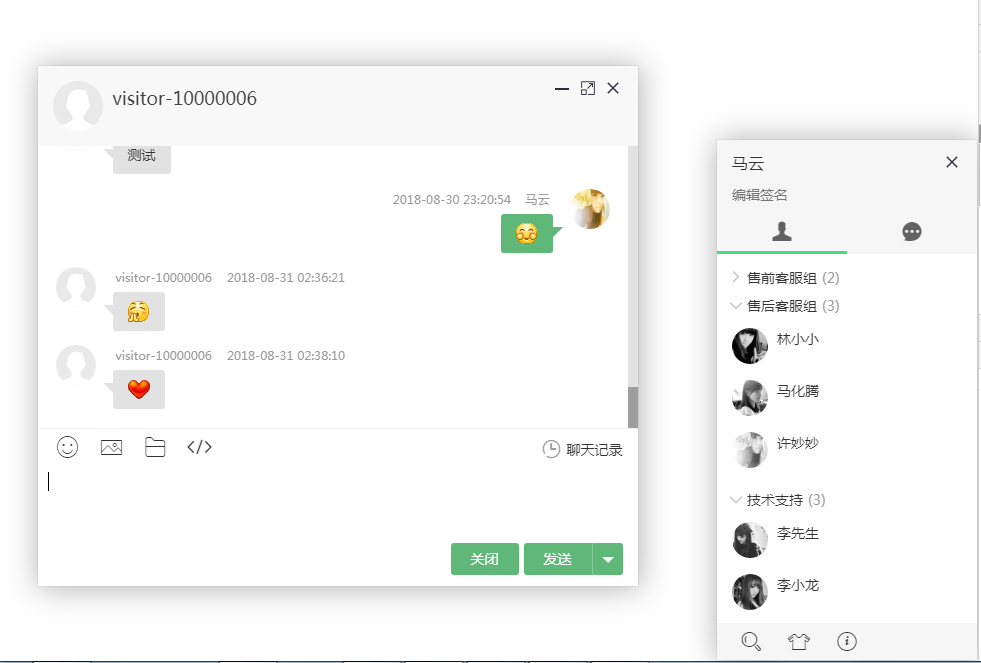 visitor-10000006
测试
2018-08-30 23:20:54 马云
visitor-10000006 2018-08-31 02:36:21
visitor-10000006 2018-08-31 02:38:10
聊天记录
关闭 发送
马云
编辑签名
售前客服组 (2)
售后客服组 (3)
林小小
马化腾
许妙妙
技术支持 (3)
李先生
李小龙